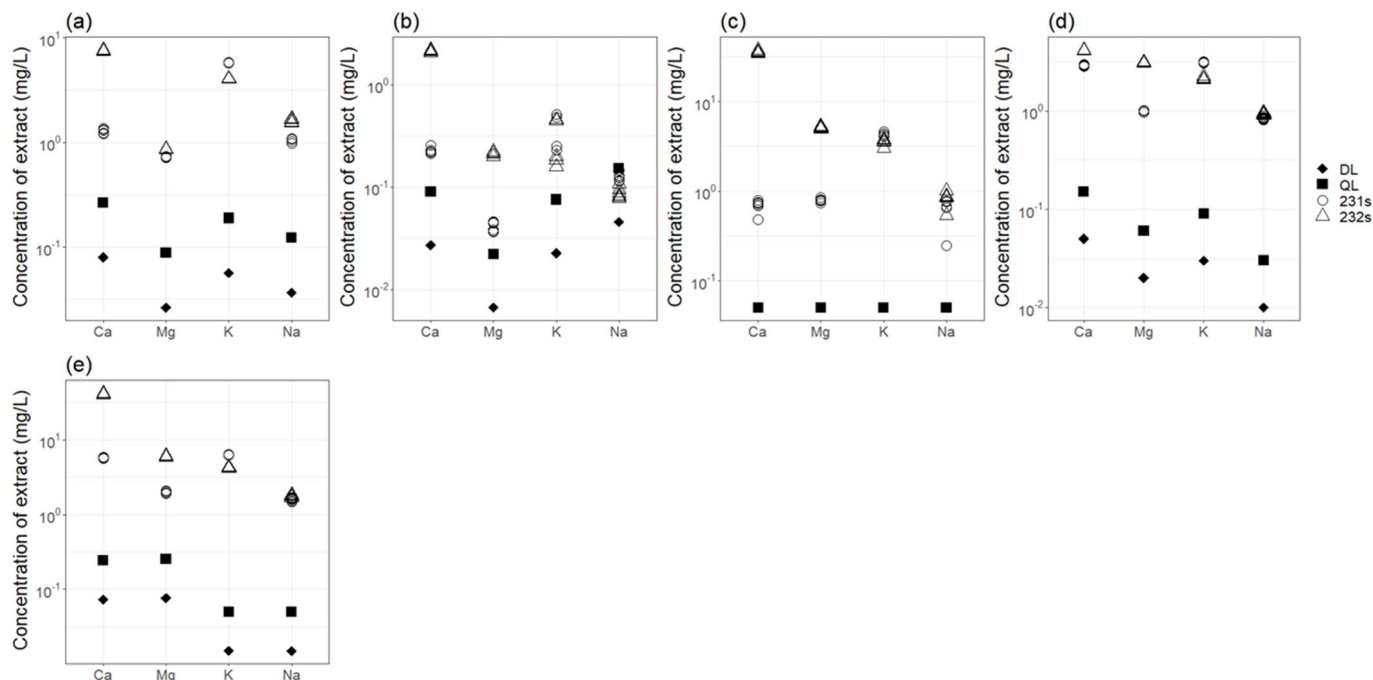 (a)
Concentration of extract (mg/L)
10¹
10⁰
10⁻¹
Ca Mg K Na
(b)
Concentration of extract (mg/L)
10⁰
10⁻¹
10⁻²
Ca Mg K Na
(c)
Concentration of extract (mg/L)
10¹
10⁰
10⁻¹
Ca Mg K Na
(d)
Concentration of extract (mg/L)
10⁰
10⁻¹
10⁻²
Ca Mg K Na
DL
QL
231s
232s
(e)
Concentration of extract (mg/L)
10¹
10⁰
10⁻¹
Ca Mg K Na